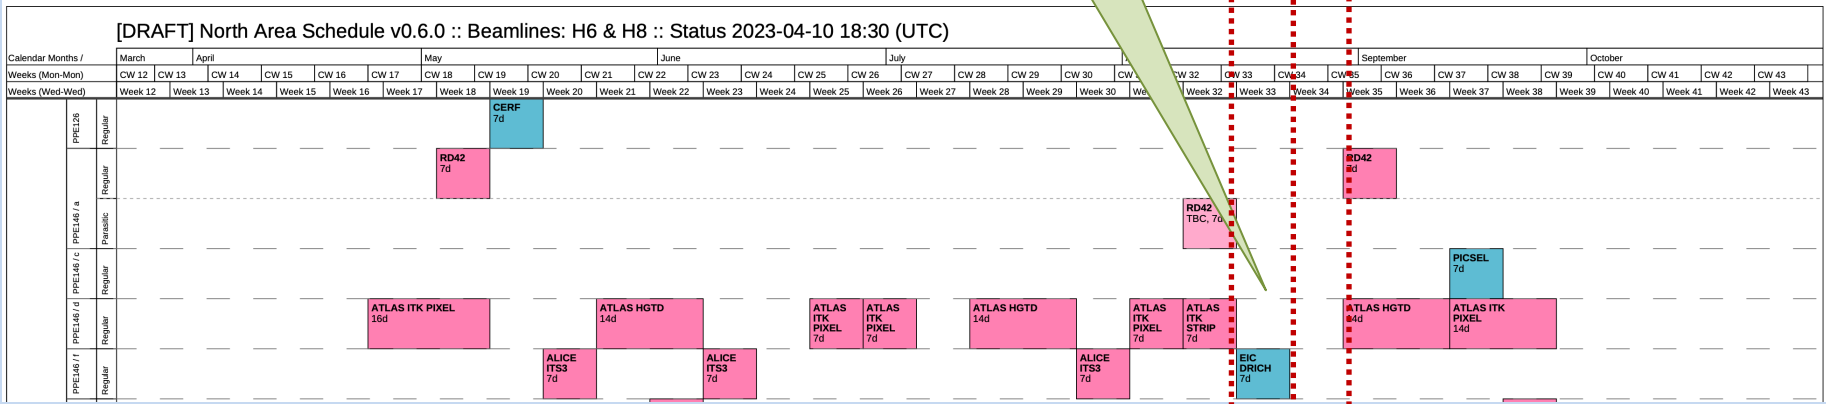 [DRAFT] North Area Schedule v0.6.0 :: Beamlines: H6 & H8 :: Status 2023-04-10 18:30 (UTC)
Calendar Months / March April May June July September October
Weeks (Mon-Mon) CW 12 CW 13 CW 14 CW 15 CW 16 CW 17 CW 18 CW 19 CW 20 CW 21 CW 22 CW 23 CW 24 CW 25 CW 26 CW 27 CW 28 CW 29 CW 30 32 CW 33 CW 34 CW 35 CW 36 CW 37 CW 38 CW 39 CW 40 CW 41 CW 42 CW 43
Weeks (Wed-Wed) Week 12 Week 13 Week 14 Week 15 Week 16 Week 17 Week 18 Week 19 Week 20 Week 21 Week 22 Week 23 Week 24 Week 25 Week 26 Week 27 Week 28 Week 29 Week 30 Week 32 Week 33 Week 34 Week 35 Week 36 Week 37 Week 38 Week 39 Week 40 Week 41 Week 42 Week 43
PPE126
Regular
CERF
7d
PPE146 / a
Regular
RD42
7d
RD42
7d
Parasitic
RD42
TBC, 7d
PPE146 / c
Regular
PICSEL
7d
PPE146 / d
Regular
ATLAS ITK PIXEL
16d
ATLAS HGTD
14d
ATLAS
ITK
PIXEL
7d
ATLAS
ITK
PIXEL
7d
ATLAS HGTD
14d
ATLAS
ITK
PIXEL
7d
ATLAS
ITK
STRIP
7d
ATLAS HGTD
14d
ATLAS ITK
PIXEL
14d
PPE146 / f
Regular
ALICE
ITS3
7d
ALICE
ITS3
7d
ALICE
ITS3
7d
EIC
DRICH
7d